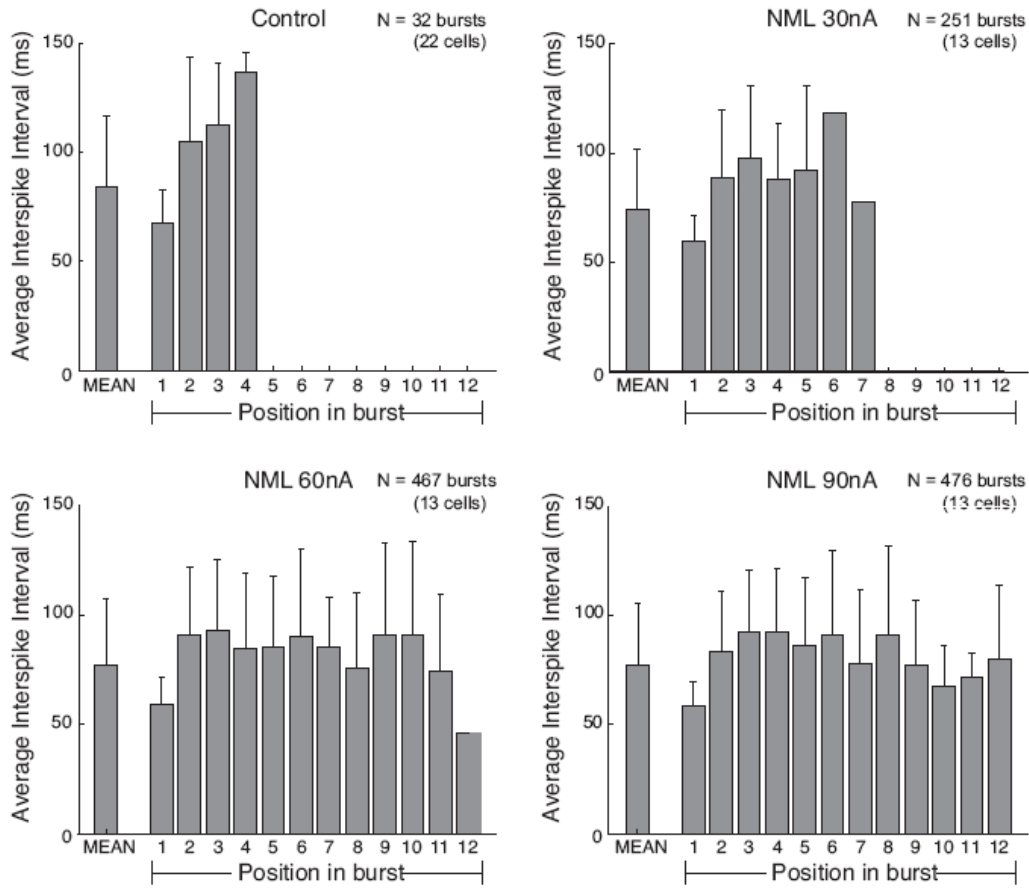 Control
N = 32 bursts
(22 cells)
Average Interspike Interval (ms)
150
100
50
0
MEAN 1 2 3 4 5 6 7 8 9 10 11 12
Position in burst
NML 30nA
N = 251 bursts
(13 cells)
Average Interspike Interval (ms)
150
100
50
0
MEAN 1 2 3 4 5 6 7 8 9 10 11 12
Position in burst
NML 60nA
N = 467 bursts
(13 cells)
Average Interspike Interval (ms)
150
100
50
0
MEAN 1 2 3 4 5 6 7 8 9 10 11 12
Position in burst
NML 90nA
N = 476 bursts
(13 cells)
Average Interspike Interval (ms)
150
100
50
0
MEAN 1 2 3 4 5 6 7 8 9 10 11 12
Position in burst